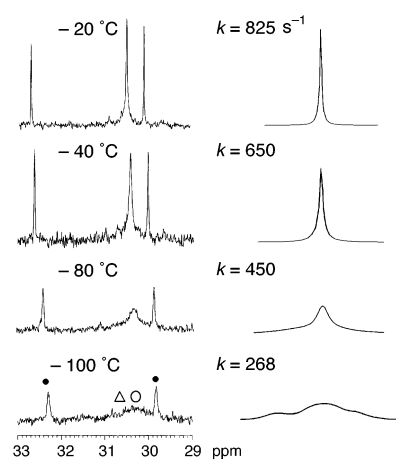 – 20 °C k = 825 s⁻¹
– 40 °C k = 650
– 80 °C k = 450
– 100 °C k = 268
● △ ○ ●
33 32 31 30 29 ppm